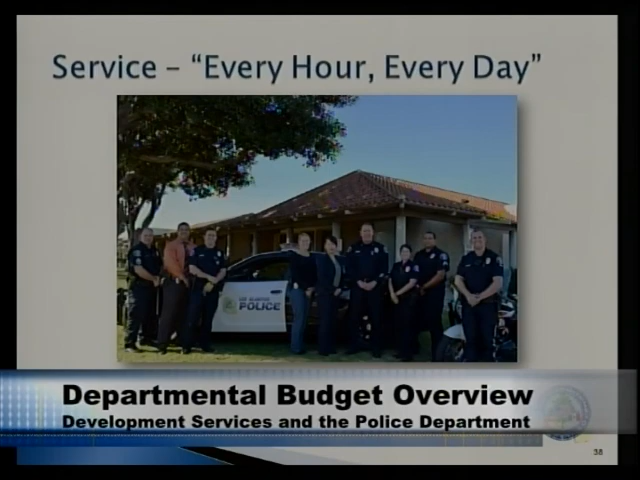 Service – “Every Hour, Every Day”
POLICE
Departmental Budget Overview
Development Services and the Police Department
38